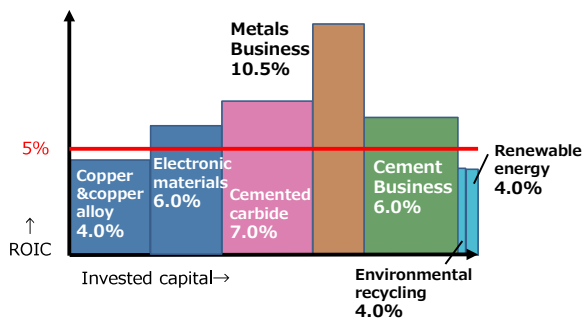 Metals
Business
10.5%
5%
Copper
&copper
alloy
4.0%
Electronic
materials
6.0%
Cemented
carbide
7.0%
Cement
Business
6.0%
Renewable
energy
4.0%
↑
ROIC
Invested capital→
Environmental
recycling
4.0%